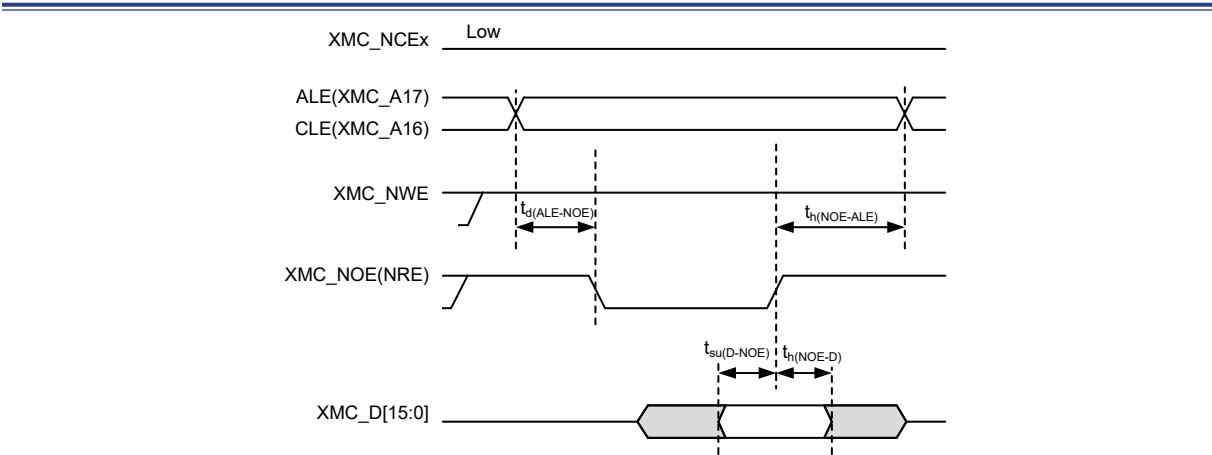 XMC_NCEx Low
ALE(XMC_A17)
CLE(XMC_A16)
XMC_NWE
td(ALE-NOE) th(NOE-ALE)
XMC_NOE(NRE)
tsu(D-NOE) th(NOE-D)
XMC_D[15:0]